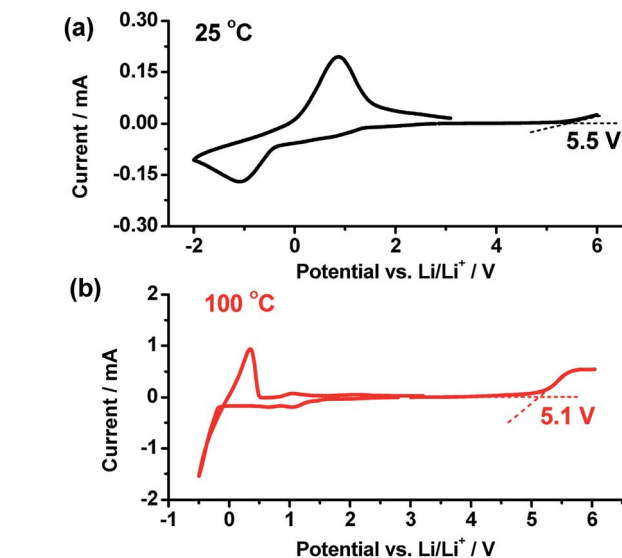 (a)
25 °C
0.30
0.15
0.00
-0.15
-0.30
Current / mA
5.5 V
-2 0 2 4 6
Potential vs. Li/Li⁺ / V
(b)
100 °C
2
1
0
-1
-2
Current / mA
5.1 V
-1 0 1 2 3 4 5 6
Potential vs. Li/Li⁺ / V